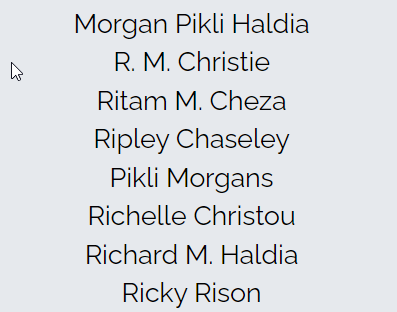 Morgan Pikli Haldia
R. M. Christie
Ritam M. Cheza
Ripley Chaseley
Pikli Morgans
Richelle Christou
Richard M. Haldia
Ricky Rison